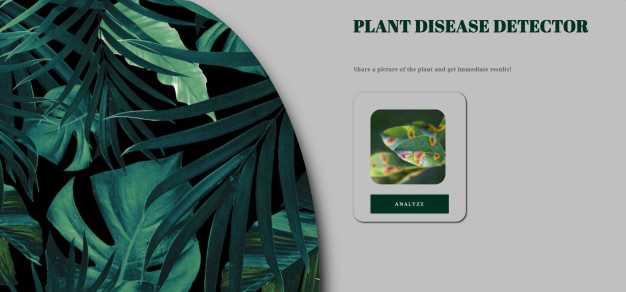 PLANT DISEASE DETECTOR
Share a picture of the plant and get immediate results!
ANALYZE